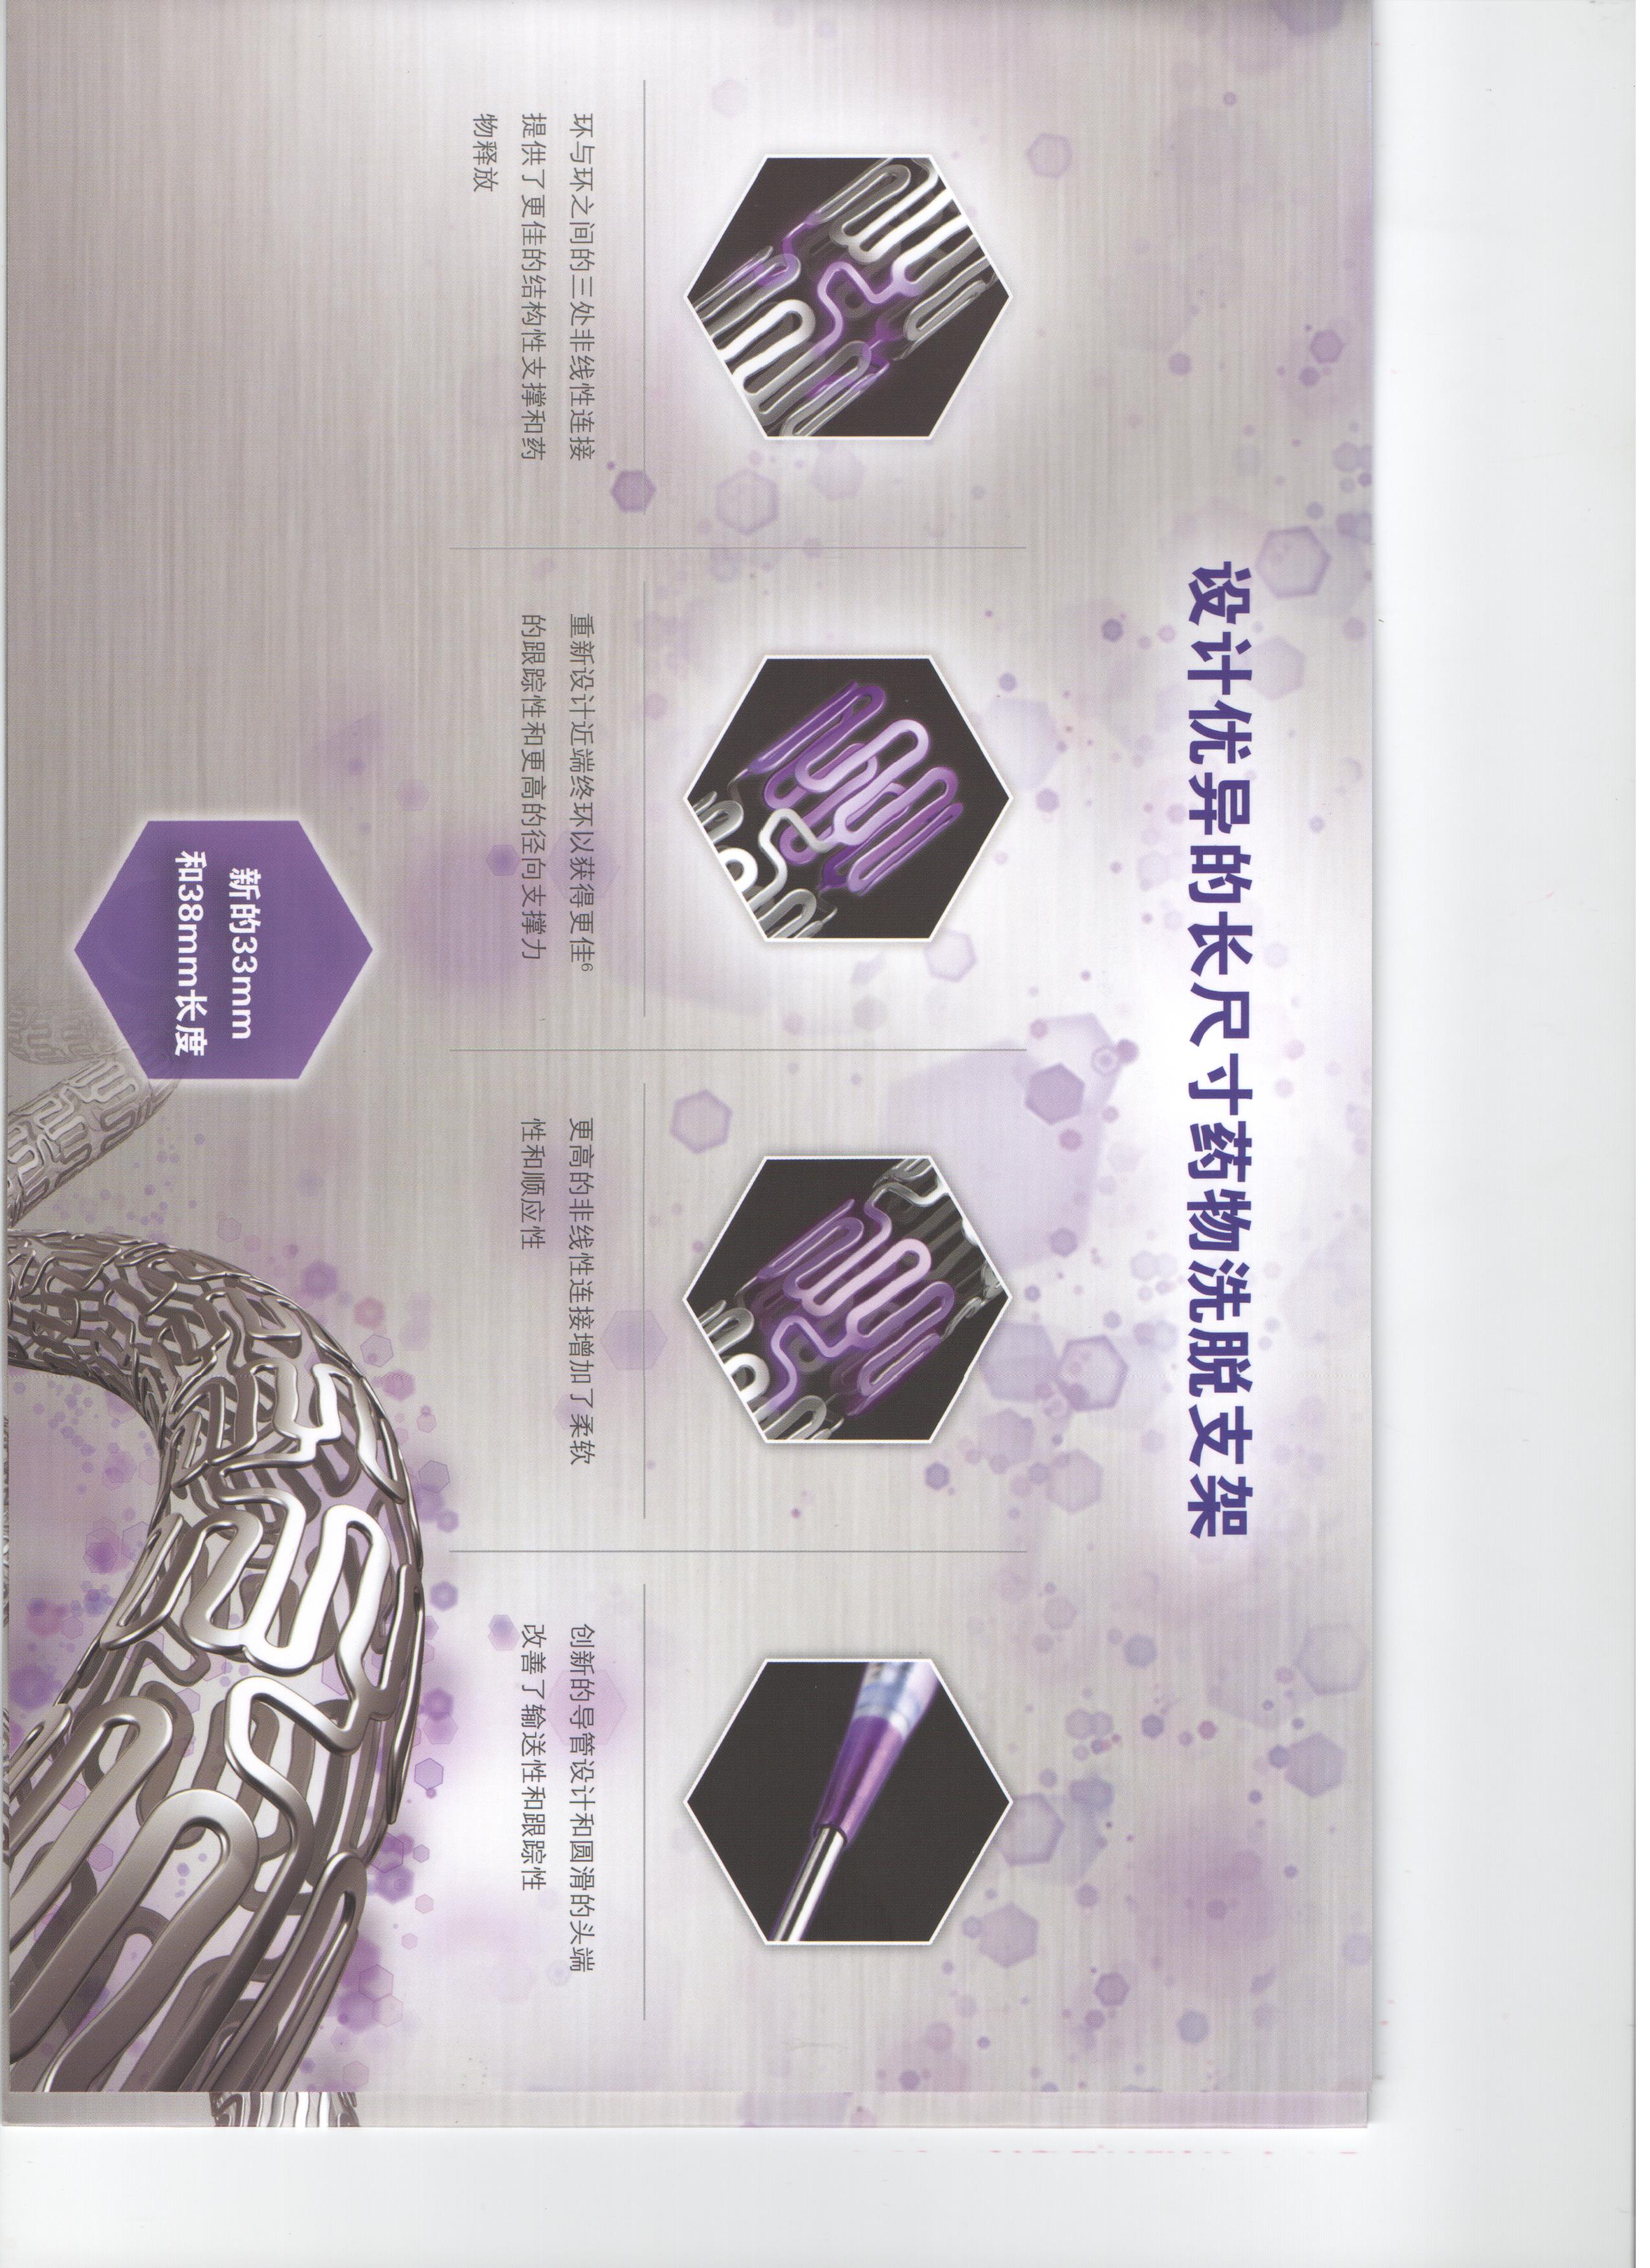 设计优异的长尺寸药物洗脱支架
环与环之间的三处非线性连接
提供了更佳的结构性支撑和药
物释放
重新设计近端终环以获得更佳⁶
的跟踪性和更高的径向支撑力
更高的非线性连接增加了柔软
性和顺应性
创新的导管设计和圆滑的头端
改善了输送性和跟踪性
新的33mm
和38mm长度